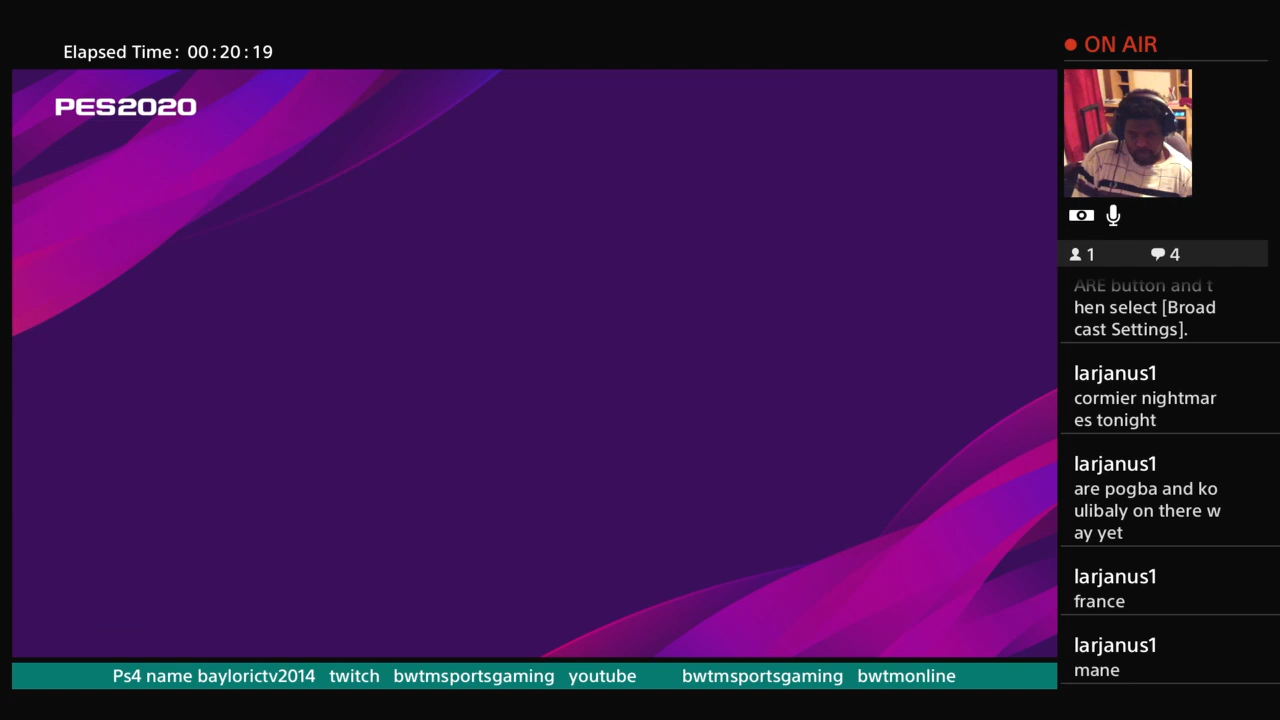 Elapsed Time: 00:20:19
ON AIR
PES2020
1 4
ARE button and t
hen select [Broad
cast Settings].
larjanus1
cormier nightmar
es tonight
larjanus1
are pogba and ko
ulibaly on there w
ay yet
larjanus1
france
larjanus1
mane
Ps4 name baylorictv2014 twitch bwtmsportsgaming youtube bwtmsportsgaming bwtmonline